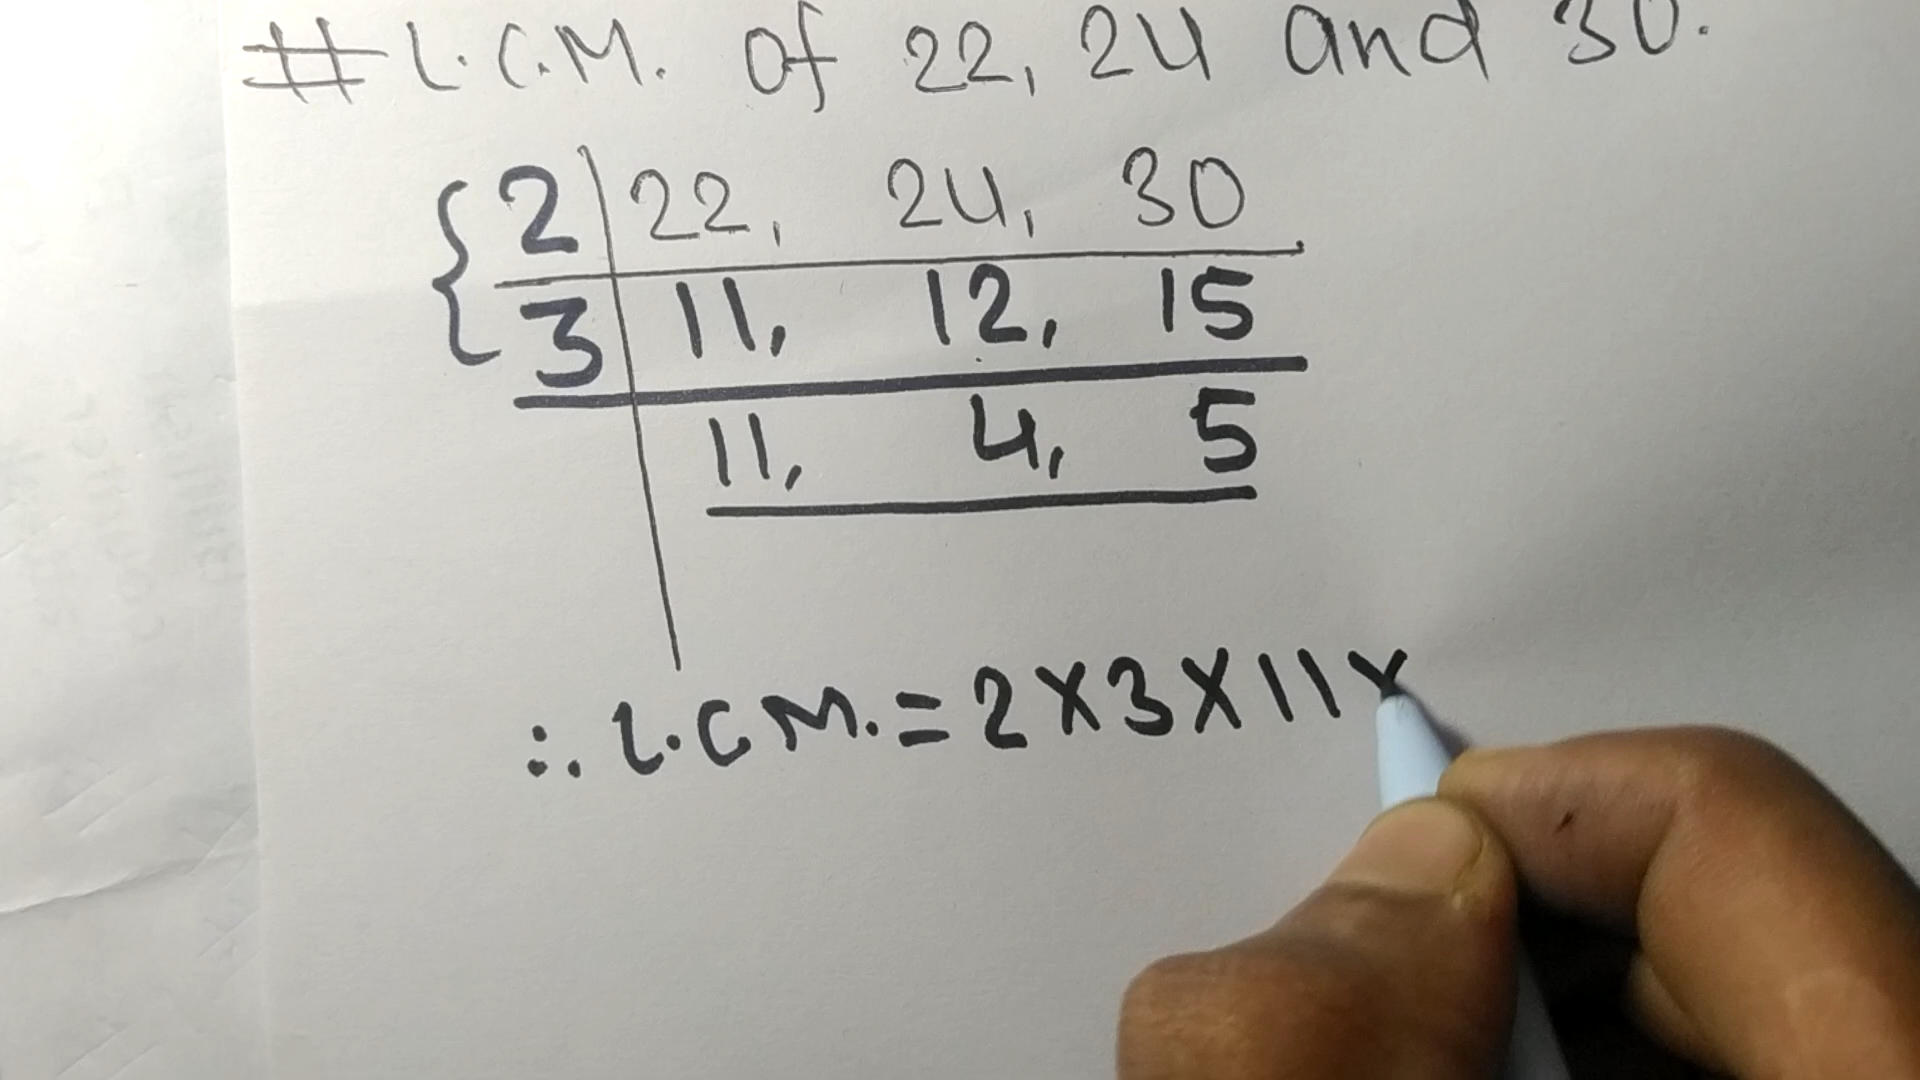 # L.C.M. of 22, 24 and 30.
2 22, 24, 30
3 11, 12, 15
11, 4, 5
∴ L.C.M. = 2×3×11×